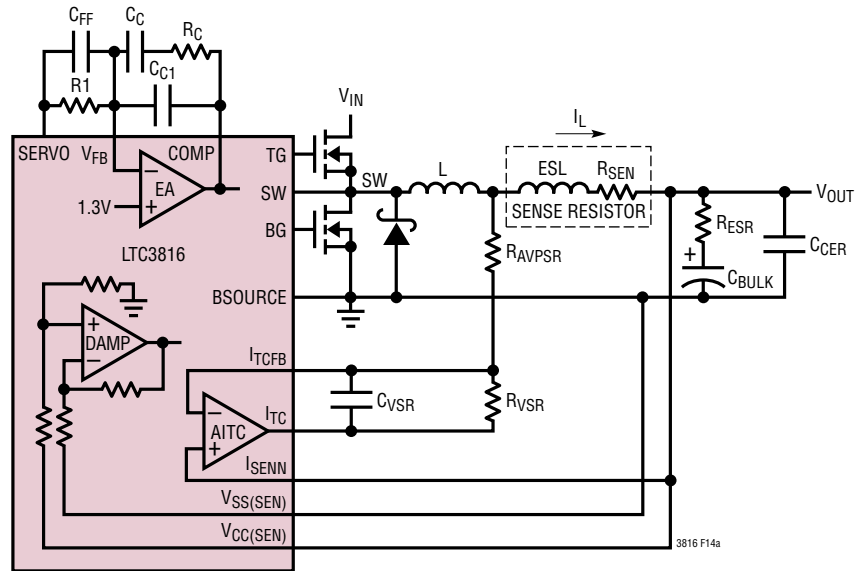 CFF
CC
RC
R1
CC1
VIN
SERVO
VFB
COMP
TG
EA
1.3V
SW
SW
L
IL
ESL
RSEN
SENSE RESISTOR
VOUT
BG
LTC3816
RAVPSR
RESR
CBULK
CCER
BSOURCE
DAMP
ITCFB
CVSR
RVSR
ITC
AITC
ISENN
VSS(SEN)
VCC(SEN)
3816 F14a